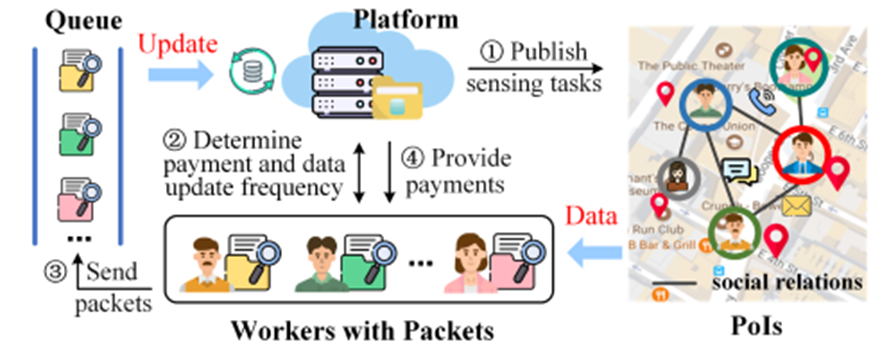 Queue
Platform
Update
① Publish
sensing tasks
② Determine
payment and data
update frequency
④ Provide
payments
③ Send
packets
...
...
Workers with Packets
Data
The Public Theater
3rd Ave
The
Union
E 6th St
Run Club
B Bar & Grill
E 4th St
social relations
PoIs